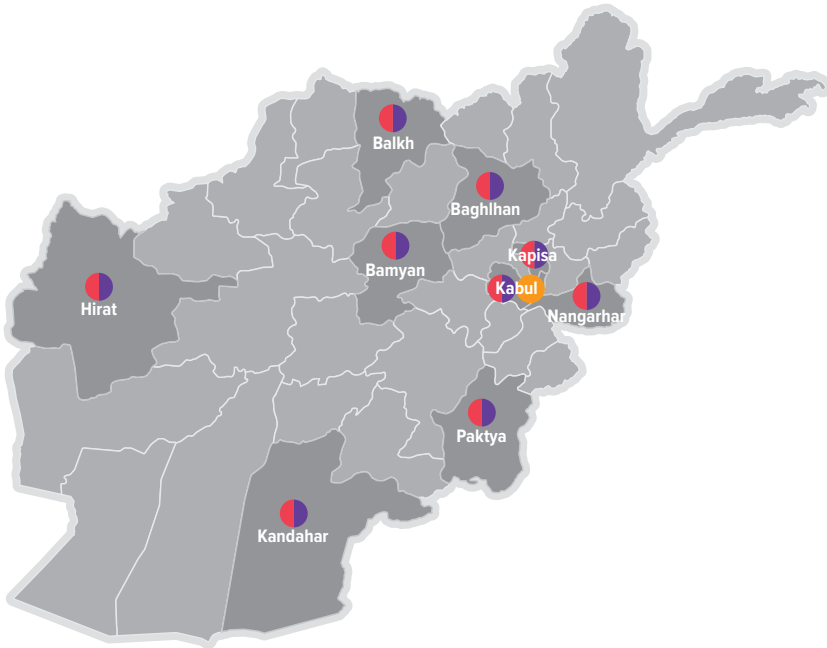 Balkh
Baghlhan
Bamyan
Kapisa
Kabul
Hirat
Nangarhar
Paktya
Kandahar